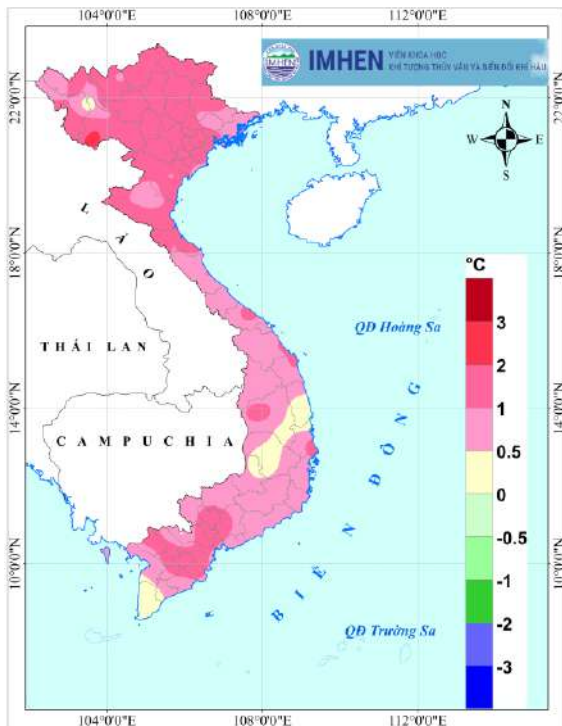 104°0'0"E 108°0'0"E 112°0'0"E
IMHEN
VIỆN KHOA HỌC
KHÍ TƯỢNG THỦY VĂN VÀ BIẾN ĐỔI KHÍ HẬU
22°0'0"N
22°0'0"N
N
W E
S
LÀO
18°0'0"N
18°0'0"N
°C
3
2
1
0.5
0
-0.5
-1
-2
-3
QĐ Hoàng Sa
THÁI LAN
14°0'0"N
14°0'0"N
CAMPUCHIA
BIỂN ĐÔNG
10°0'0"N
10°0'0"N
QĐ Trường Sa
104°0'0"E 108°0'0"E 112°0'0"E